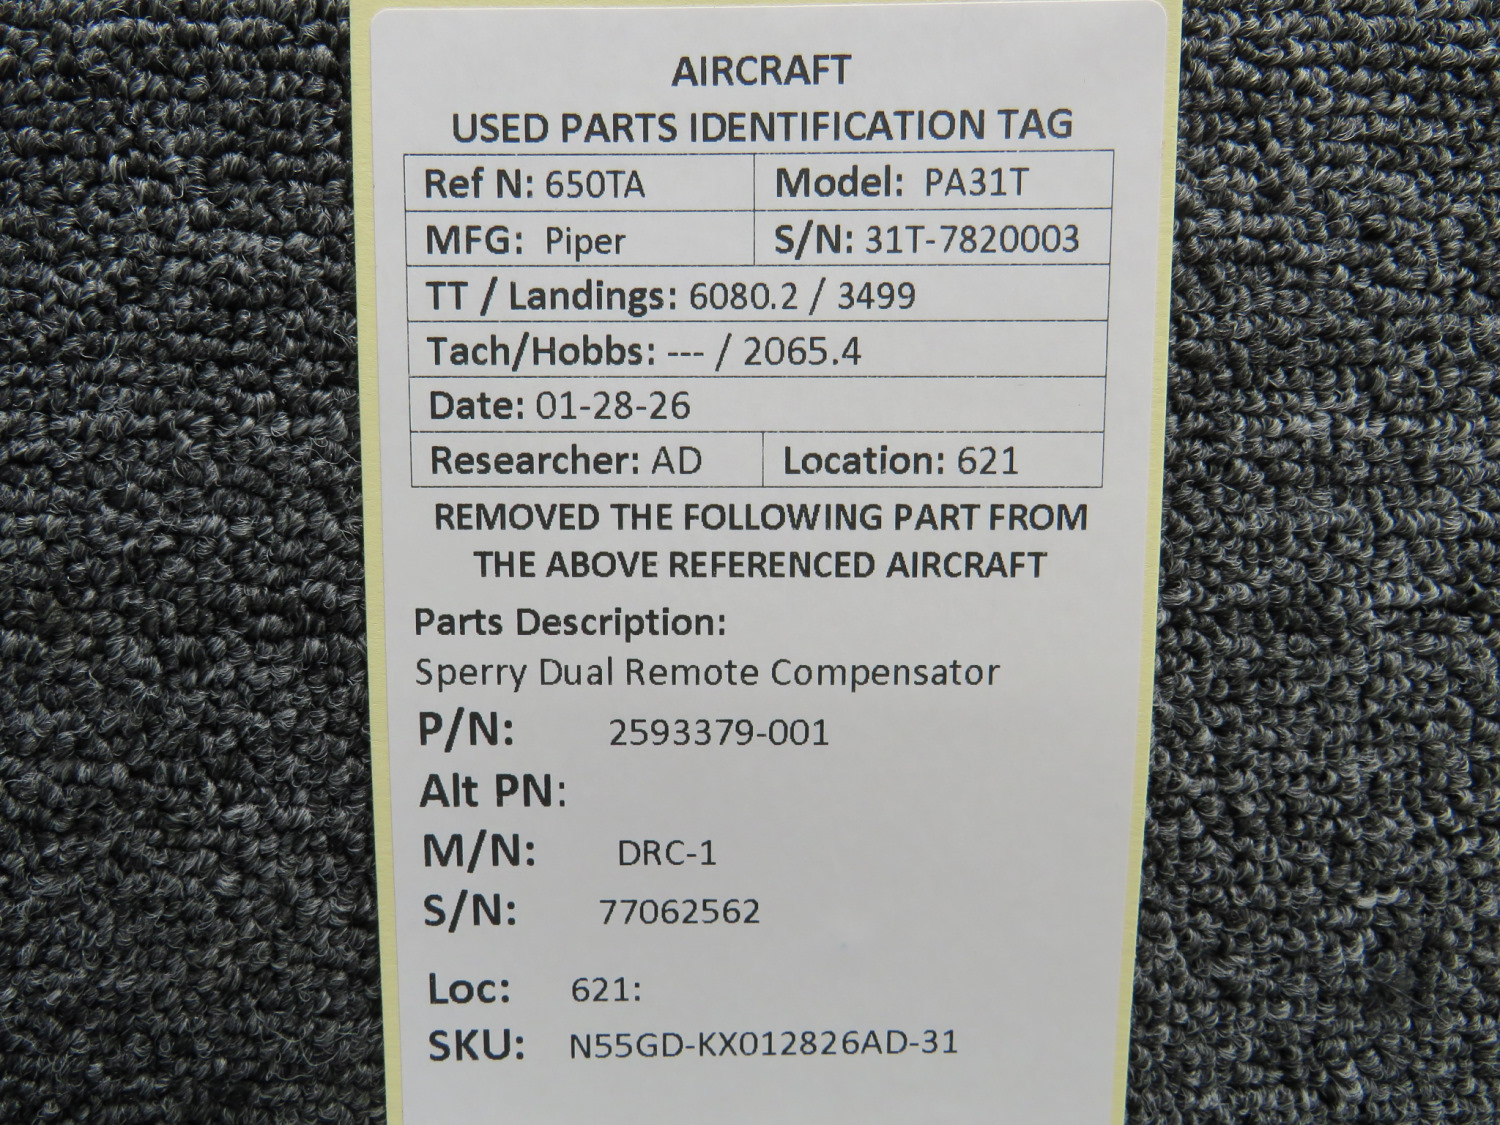 AIRCRAFT
USED PARTS IDENTIFICATION TAG
Ref N: 650TA Model: PA31T
MFG: Piper S/N: 31T-7820003
TT / Landings: 6080.2 / 3499
Tach/Hobbs: --- / 2065.4
Date: 01-28-26
Researcher: AD Location: 621
REMOVED THE FOLLOWING PART FROM
THE ABOVE REFERENCED AIRCRAFT
Parts Description:
Sperry Dual Remote Compensator
P/N: 2593379-001
Alt PN:
M/N: DRC-1
S/N: 77062562
Loc: 621:
SKU: N55GD-KX012826AD-31